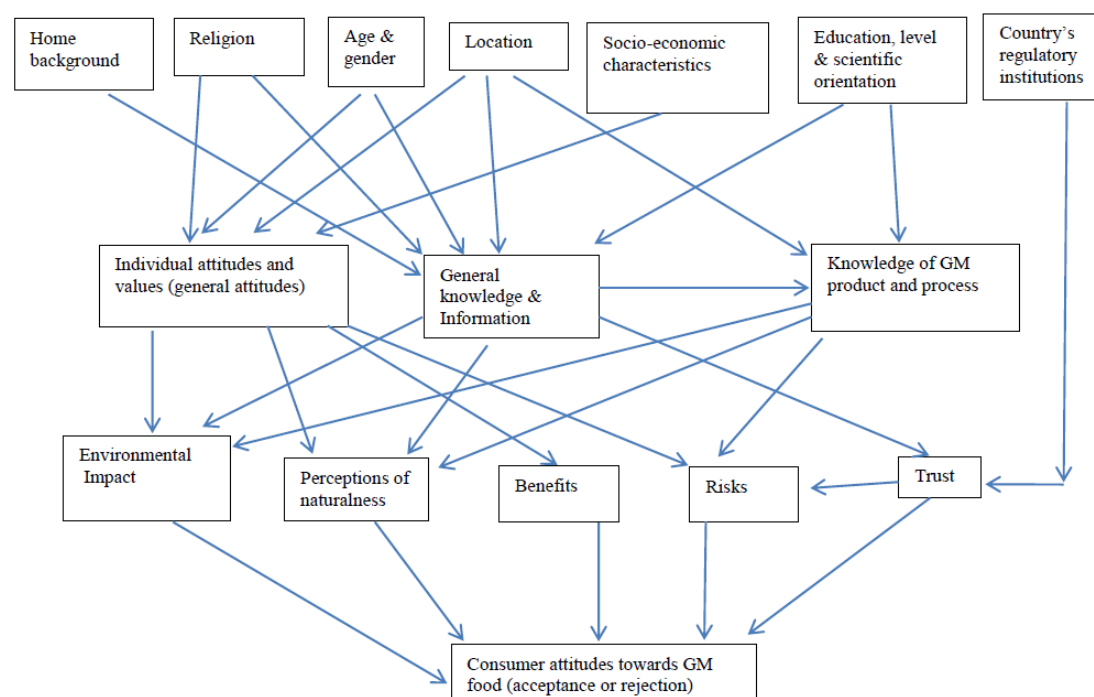 Home
background
Religion
Age &
gender
Location
Socio-economic
characteristics
Education, level
& scientific
orientation
Country’s
regulatory
institutions
Individual attitudes and
values (general attitudes)
General
knowledge &
Information
Knowledge of GM
product and process
Environmental
Impact
Perceptions of
naturalness
Benefits
Risks
Trust
Consumer attitudes towards GM
food (acceptance or rejection)